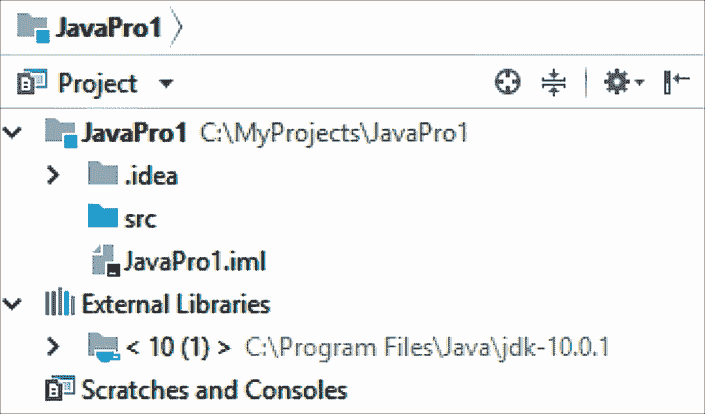 JavaPro1
Project
JavaPro1 C:\MyProjects\JavaPro1
.idea
src
JavaPro1.iml
External Libraries
< 10 (1) > C:\Program Files\Java\jdk-10.0.1
Scratches and Consoles